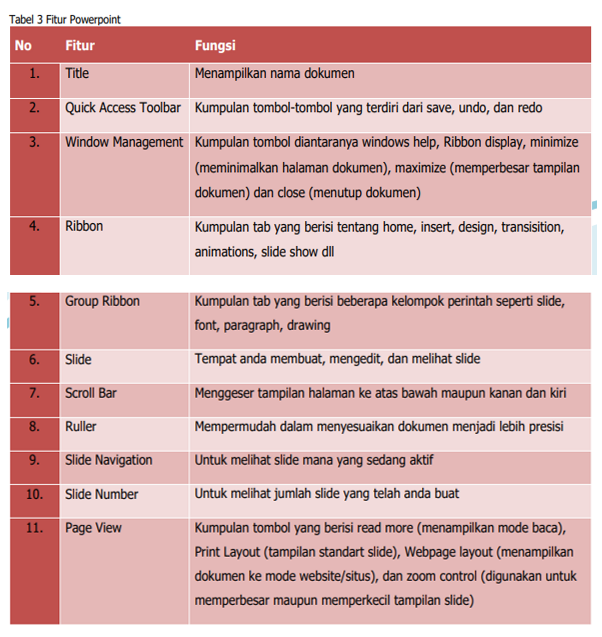 Tabel 3 Fitur Powerpoint
No Fitur Fungsi
1. Title Menampilkan nama dokumen
2. Quick Access Toolbar Kumpulan tombol-tombol yang terdiri dari save, undo, dan redo
3. Window Management Kumpulan tombol diantaranya windows help, Ribbon display, minimize
(meminimalkan halaman dokumen), maximize (memperbesar tampilan
dokumen) dan close (menutup dokumen)
4. Ribbon Kumpulan tab yang berisi tentang home, insert, design, transisition,
animations, slide show dll
5. Group Ribbon Kumpulan tab yang berisi beberapa kelompok perintah seperti slide,
font, paragraph, drawing
6. Slide Tempat anda membuat, mengedit, dan melihat slide
7. Scroll Bar Menggeser tampilan halaman ke atas bawah maupun kanan dan kiri
8. Ruller Mempermudah dalam menyesuaikan dokumen menjadi lebih presisi
9. Slide Navigation Untuk melihat slide mana yang sedang aktif
10. Slide Number Untuk melihat jumlah slide yang telah anda buat
11. Page View Kumpulan tombol yang berisi read more (menampilkan mode baca),
Print Layout (tampilan standart slide), Webpage layout (menampilkan
dokumen ke mode website/situs), dan zoom control (digunakan untuk
memperbesar maupun memperkecil tampilan slide)